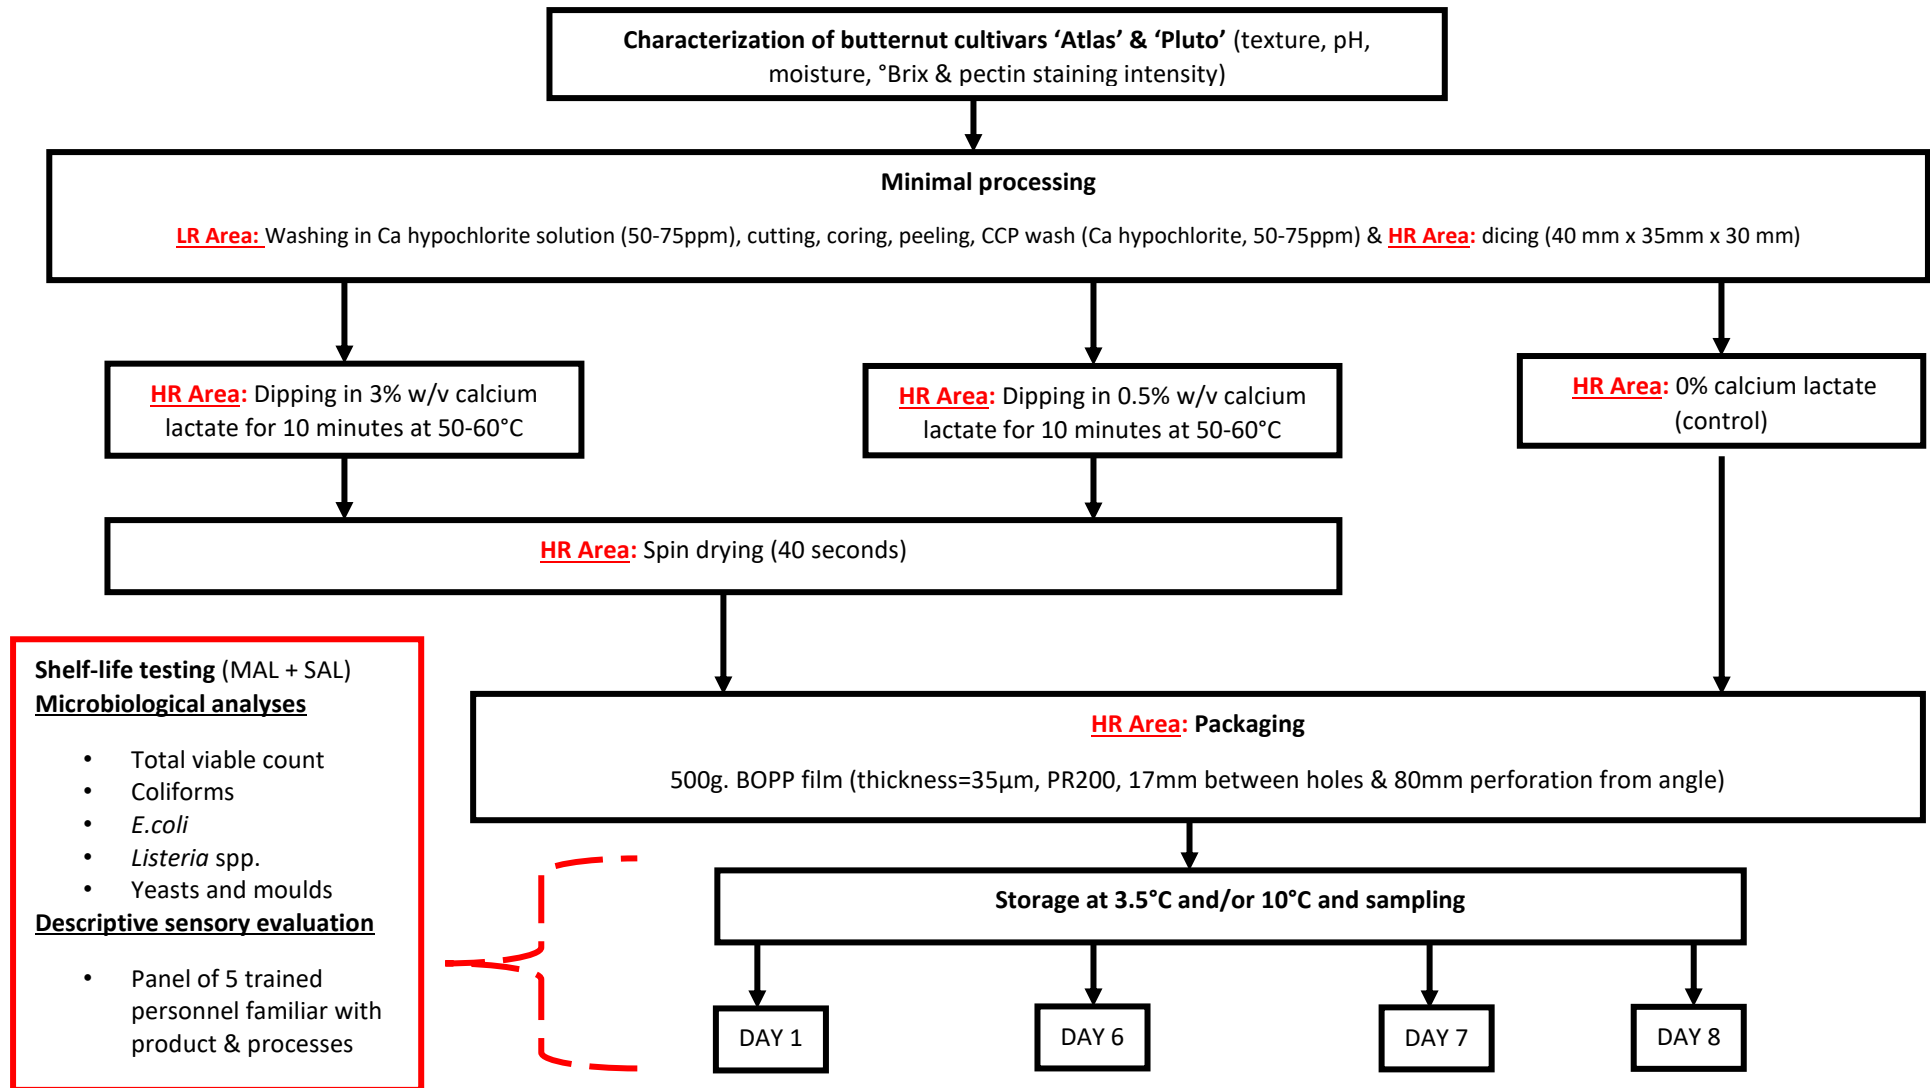 Characterization of butternut cultivars ‘Atlas’ & ‘Pluto’ (texture, pH,
moisture, °Brix & pectin staining intensity)
Minimal processing
LR Area: Washing in Ca hypochlorite solution (50-75ppm), cutting, coring, peeling, CCP wash (Ca hypochlorite, 50-75ppm) & HR Area: dicing (40 mm x 35mm x 30 mm)
HR Area: Dipping in 3% w/v calcium
lactate for 10 minutes at 50-60°C
HR Area: Dipping in 0.5% w/v calcium
lactate for 10 minutes at 50-60°C
HR Area: 0% calcium lactate
(control)
HR Area: Spin drying (40 seconds)
Shelf-life testing (MAL + SAL)
Microbiological analyses
• Total viable count
• Coliforms
• E.coli
• Listeria spp.
• Yeasts and moulds
Descriptive sensory evaluation
• Panel of 5 trained
personnel familiar with
product & processes
HR Area: Packaging
500g. BOPP film (thickness=35µm, PR200, 17mm between holes & 80mm perforation from angle)
Storage at 3.5°C and/or 10°C and sampling
DAY 1
DAY 6
DAY 7
DAY 8